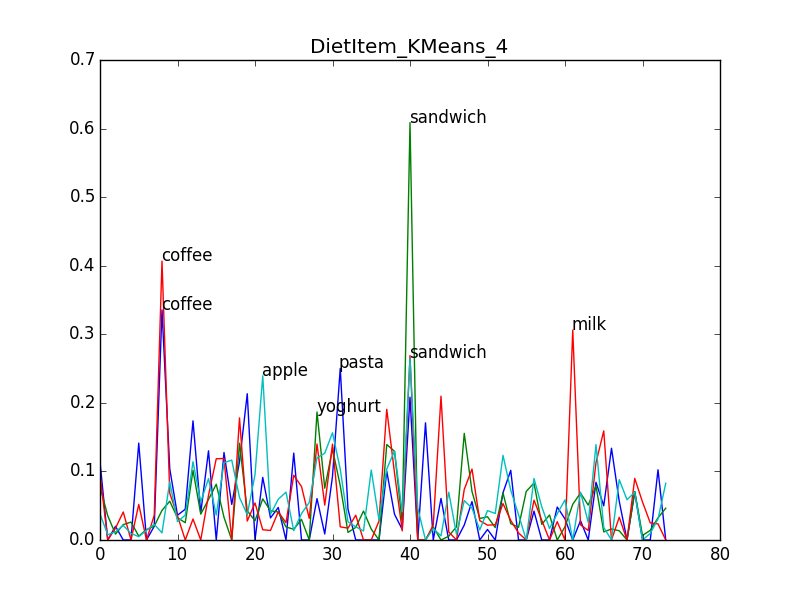 DietItem_KMeans_4
0.7
0.6
0.5
0.4
0.3
0.2
0.1
0.0
sandwich
coffee
coffee
milk
sandwich
pasta
apple
yoghurt
0 10 20 30 40 50 60 70 80